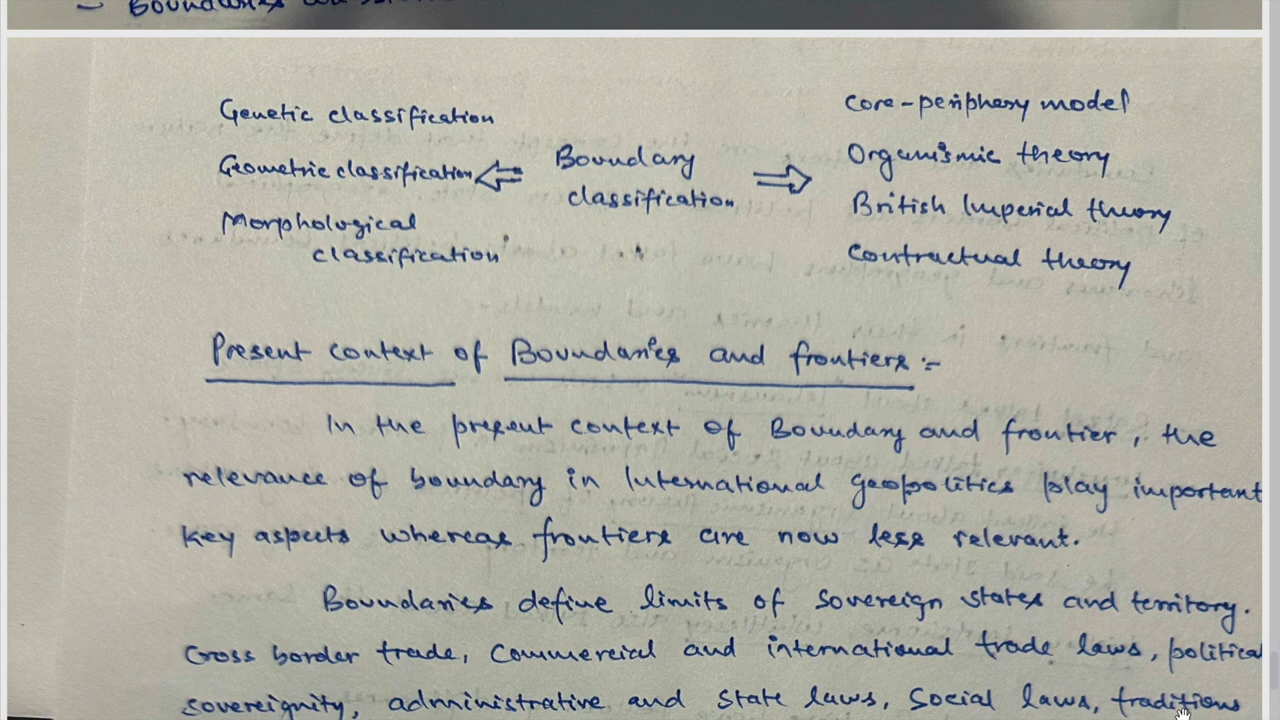 - Boundaries
Genetic classification
Geometric classification
Morphological
classification
⇐ Boundary
classification ⇒
Core-periphery model
Organismic theory
British Imperial theory
Contractual theory
Present context of Boundaries and frontiers :-
In the present context of Boundary and frontier, the
relevance of boundary in International geopolitics play important
key aspects whereas frontiers are now less relevant.
Boundaries define limits of sovereign states and territory.
Cross border trade, Commercial and international trade laws, political
sovereignity, administrative and state laws, Social laws, traditions